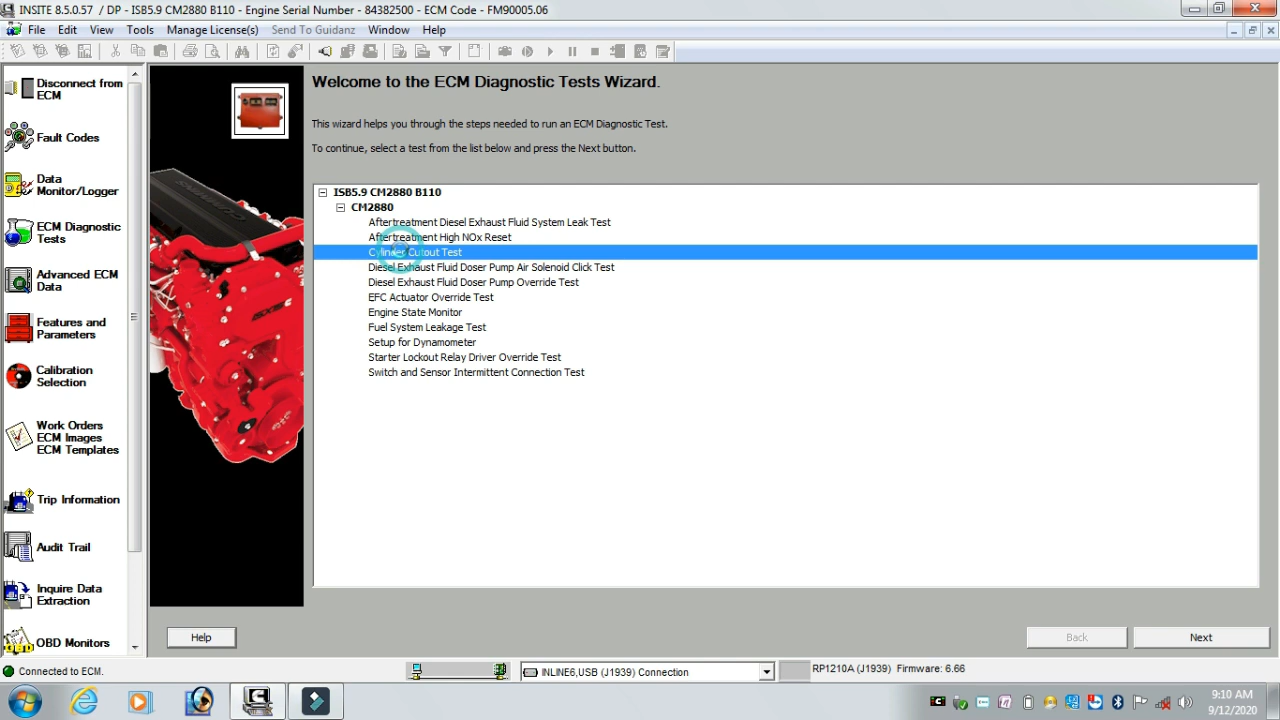 INSITE 8.5.0.57 / DP - ISB5.9 CM2880 B110 - Engine Serial Number - 84382500 - ECM Code - FM90005.06
File Edit View Tools Manage License(s) Send To Guidanz Window Help
Disconnect from
ECM
Fault Codes
Data
Monitor/Logger
ECM Diagnostic
Tests
Advanced ECM
Data
Features and
Parameters
Calibration
Selection
Work Orders
ECM Images
ECM Templates
Trip Information
Audit Trail
Inquire Data
Extraction
OBD Monitors
Welcome to the ECM Diagnostic Tests Wizard.
This wizard helps you through the steps needed to run an ECM Diagnostic Test.
To continue, select a test from the list below and press the Next button.
ISB5.9 CM2880 B110
CM2880
Aftertreatment Diesel Exhaust Fluid System Leak Test
Aftertreatment High NOx Reset
Cylinder Cutout Test
Diesel Exhaust Fluid Doser Pump Air Solenoid Click Test
Diesel Exhaust Fluid Doser Pump Override Test
EFC Actuator Override Test
Engine State Monitor
Fuel System Leakage Test
Setup for Dynamometer
Starter Lockout Relay Driver Override Test
Switch and Sensor Intermittent Connection Test
Help Back Next
Connected to ECM. INLINE6,USB (J1939) Connection RP1210A (J1939) Firmware: 6.66
9:10 AM
9/12/2020